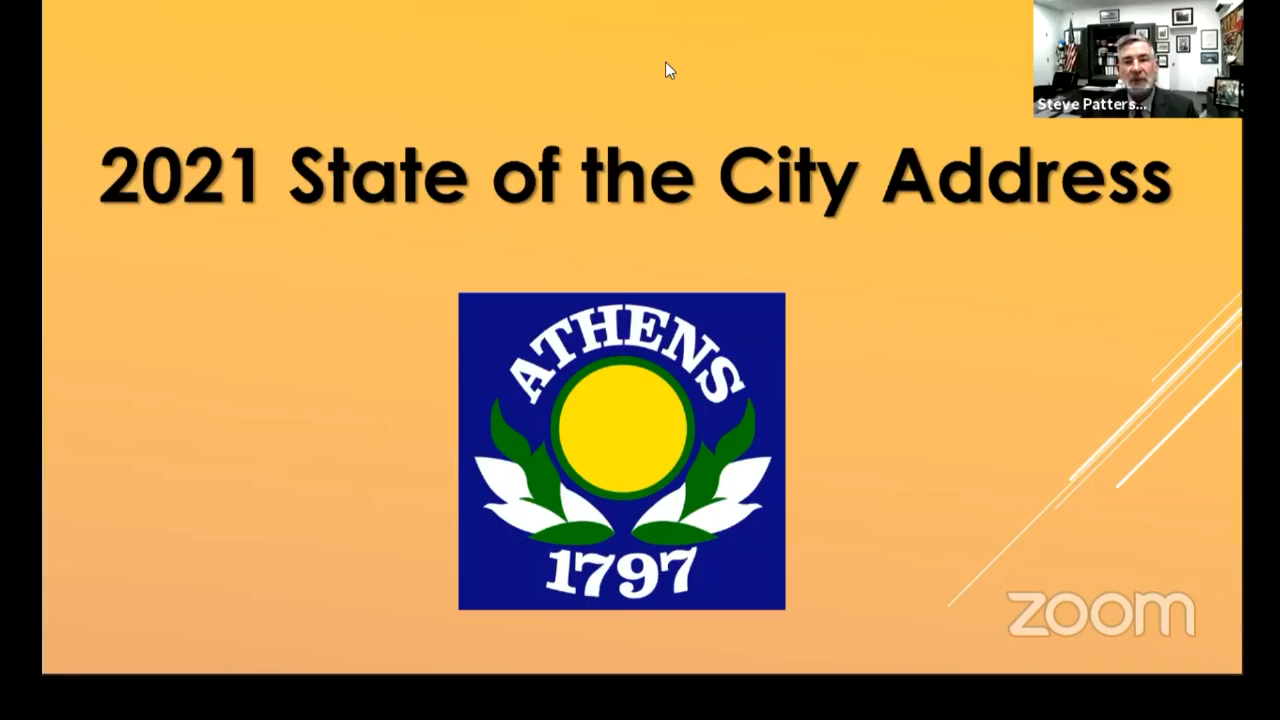 Steve Patters...
2021 State of the City Address
ATHENS
1797
zoom